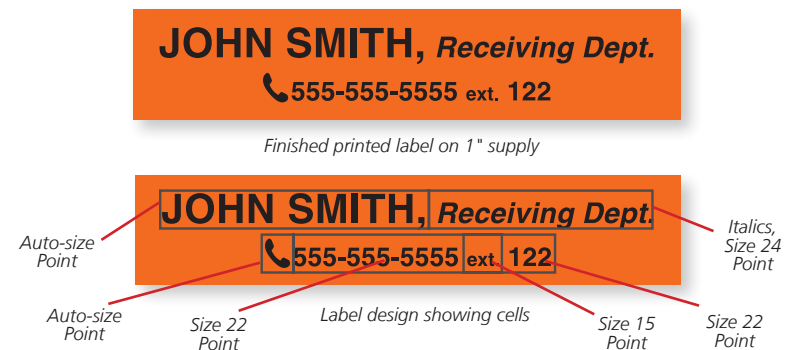 JOHN SMITH, Receiving Dept.
555-555-5555 ext. 122
Finished printed label on 1" supply
JOHN SMITH, Receiving Dept.
555-555-5555 ext. 122
Auto-size
Point
Italics,
Size 24
Point
Auto-size
Point
Size 22
Point
Label design showing cells
Size 15
Point
Size 22
Point